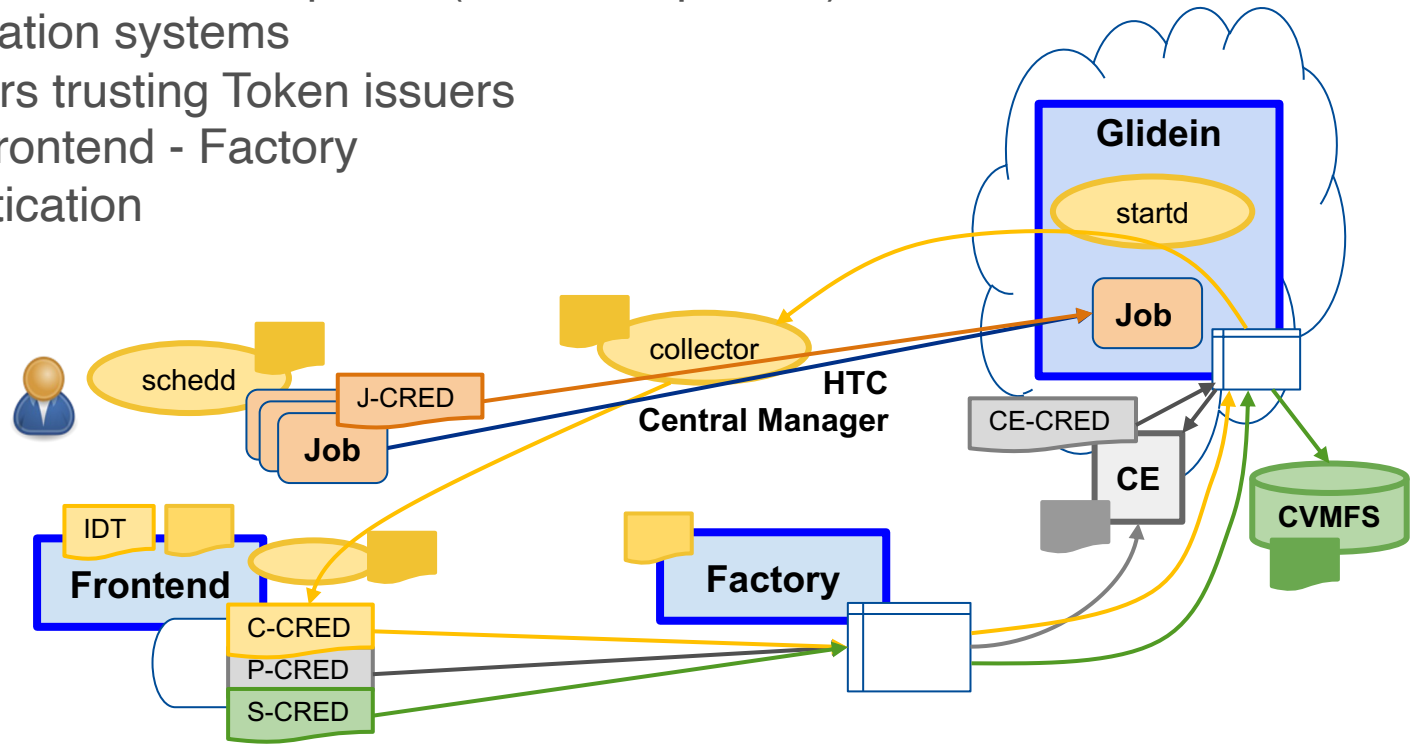 ation systems
rs trusting Token issuers
rontend - Factory
tication
Glidein
startd
Job
collector
HTC
Central Manager
schedd
J-CRED
Job
CE-CRED
CE
CVMFS
IDT
Frontend
Factory
C-CRED
P-CRED
S-CRED